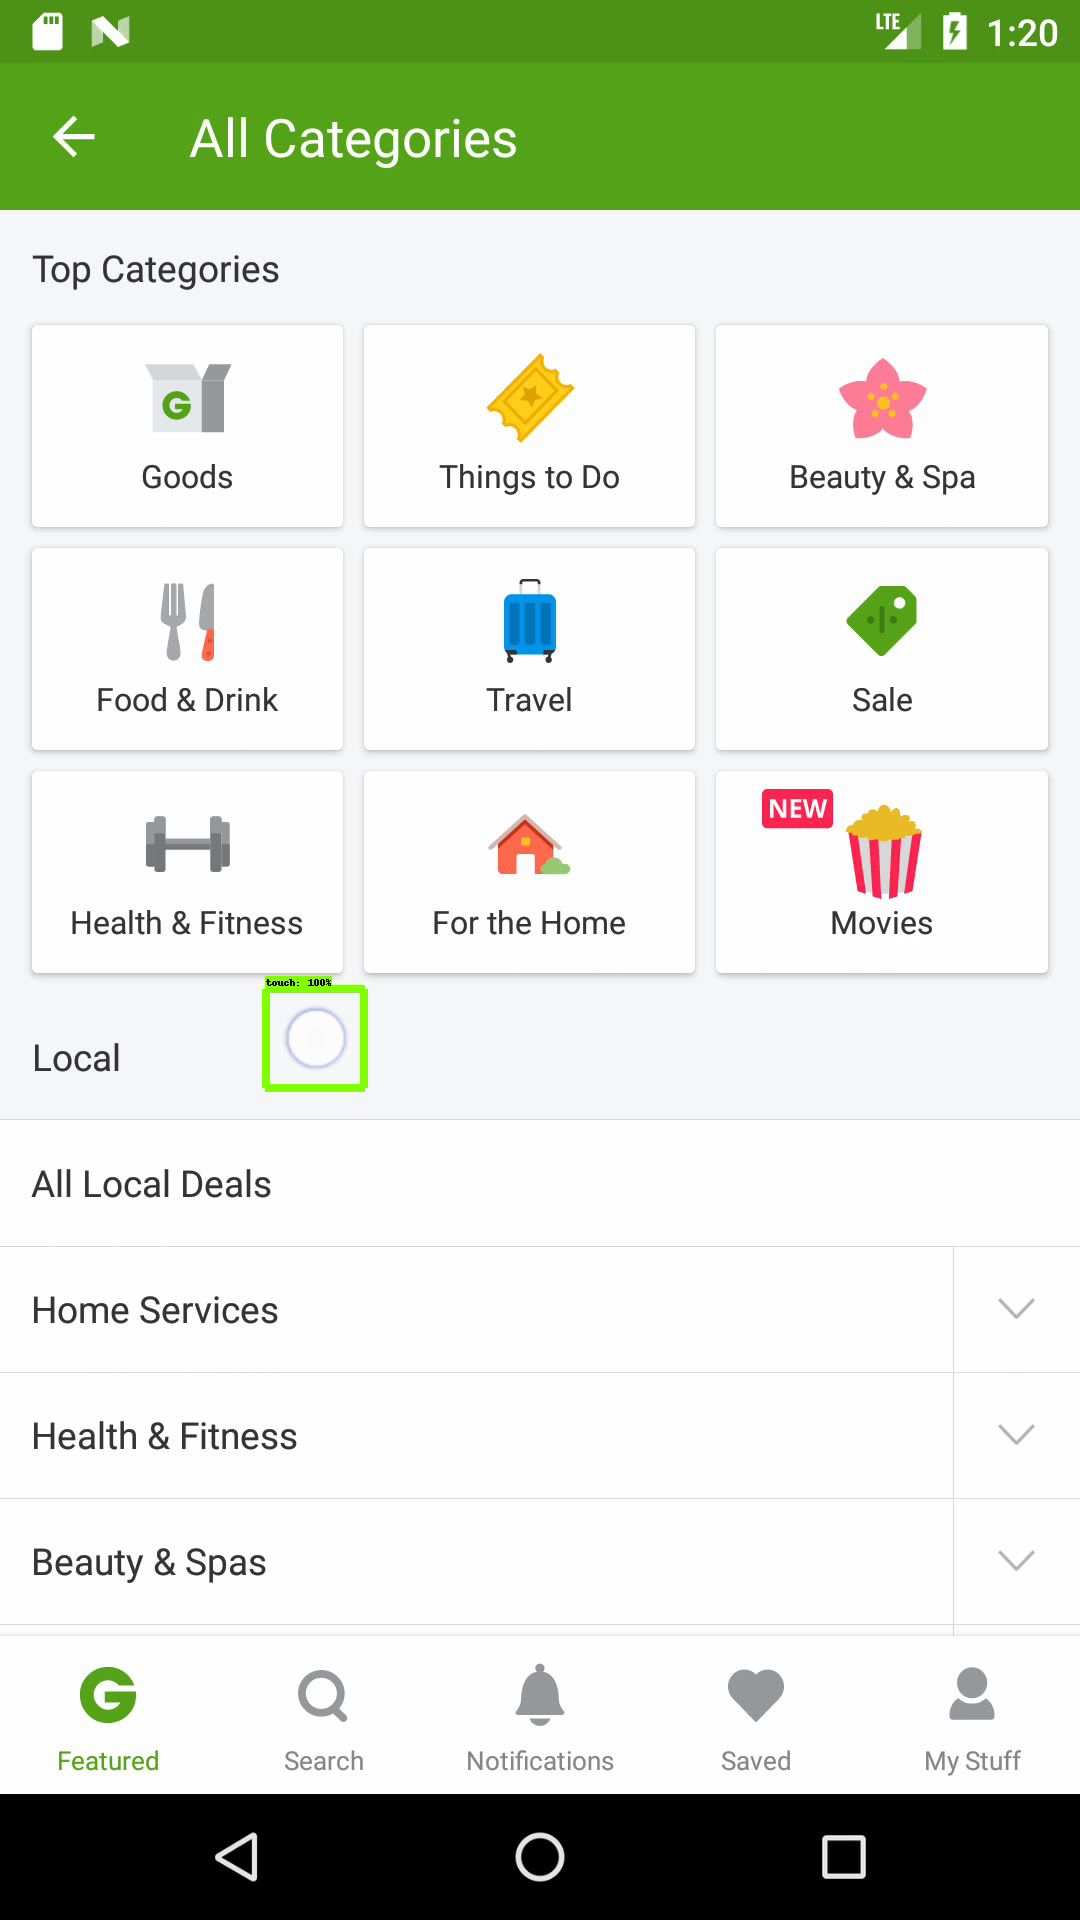 LTE 1:20
All Categories
Top Categories
Goods
Things to Do
Beauty & Spa
Food & Drink
Travel
Sale
Health & Fitness
For the Home
NEW
Movies
touch: 100%
Local
All Local Deals
Home Services
Health & Fitness
Beauty & Spas
Featured
Search
Notifications
Saved
My Stuff